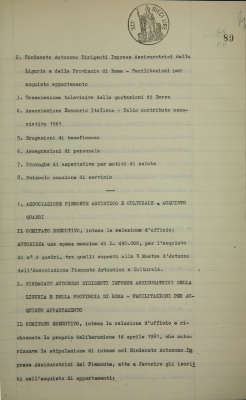 89
2. Sindacato Autonomo Dirigenti Imprese Assicuratrici della
Liguria e della Provincia di Roma - Facilitazioni per
acquisto appartamento
3. Trasmissione televisiva delle quotazioni di Borsa
4. Associazione Italiana - Saldo contributo asso-
ciativo 1961
5. Erogazioni di beneficenza
6. Assegnazioni di personale
7. Proroghe di aspettativa per motivi di salute
8. Svincolo cauzione di servizio
1. ASSOCIAZIONE PIEMONTE ARTISTICO E CULTURALE - ACQUISTO
QUADRI
IL COMITATO ESECUTIVO, intesa la relazione d'ufficio;
AUTORIZZA una spesa massima di L. 490.000, per l'acquisto
di n° 4 quadri, tra quelli esposti alla V Mostra d'Autunno
dell'Associazione Piemonte Artistico e Culturale.
2. SINDACATO AUTONOMO DIRIGENTI IMPRESE ASSICURATRICI DELLA
LIGURIA E DELLA PROVINCIA DI ROMA - FACILITAZIONI PER AC-
QUISTO APPARTAMENTO
IL COMITATO ESECUTIVO, intesa la relazione d'ufficio e ri-
chiamata la propria deliberazione 14 aprile 1961, che auto-
rizzava la stipulazione di intese col Sindacato Autonomo Im
prese Assicuratrici del Piemonte, atte a favorire gli iscrit
ti nell'acquisto di appartamenti;